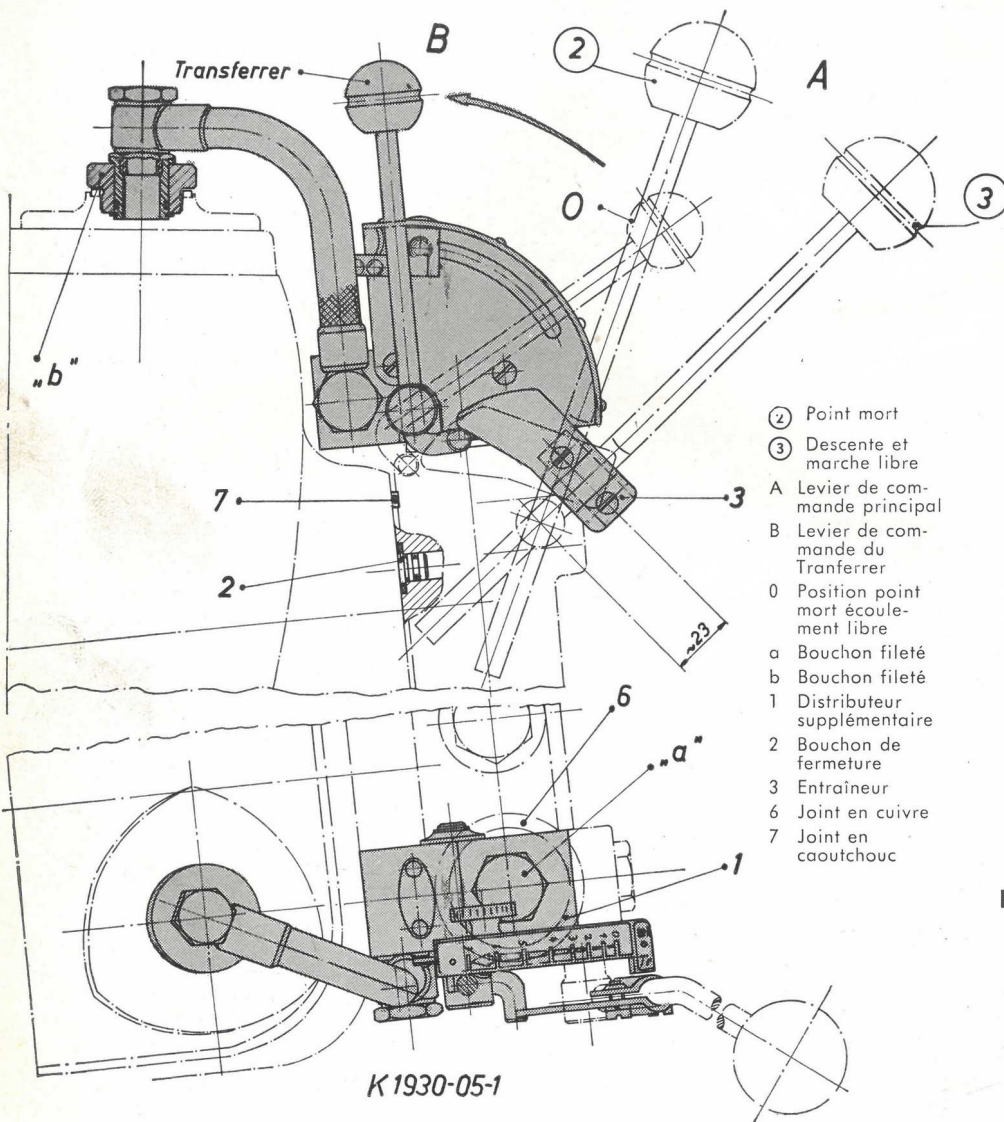 B
2
A
Transferrer
3
O
„b"
② Point mort
③ Descente et
marche libre
A Levier de com-
mande principal
B Levier de com-
mande du
Tranferrer
0 Position point
mort écoule-
ment libre
a Bouchon fileté
b Bouchon fileté
1 Distributeur
supplémentaire
2 Bouchon de
fermeture
3 Entraîneur
6 Joint en cuivre
7 Joint en
caoutchouc
7
3
2
~23
6
„a"
1
K 1930-05-1